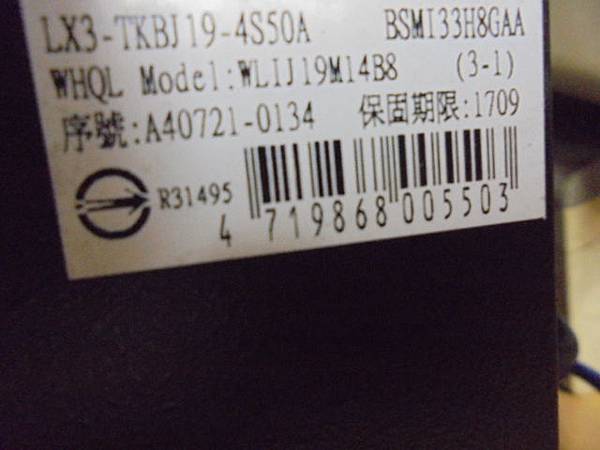 LX3-TKBJ19-4S50A BSMI33H8GAA
WHQL Model:WLIJ19M14B8 (3-1)
序號:A40721-0134 保固期限:1709
R31495
4 719868 005503